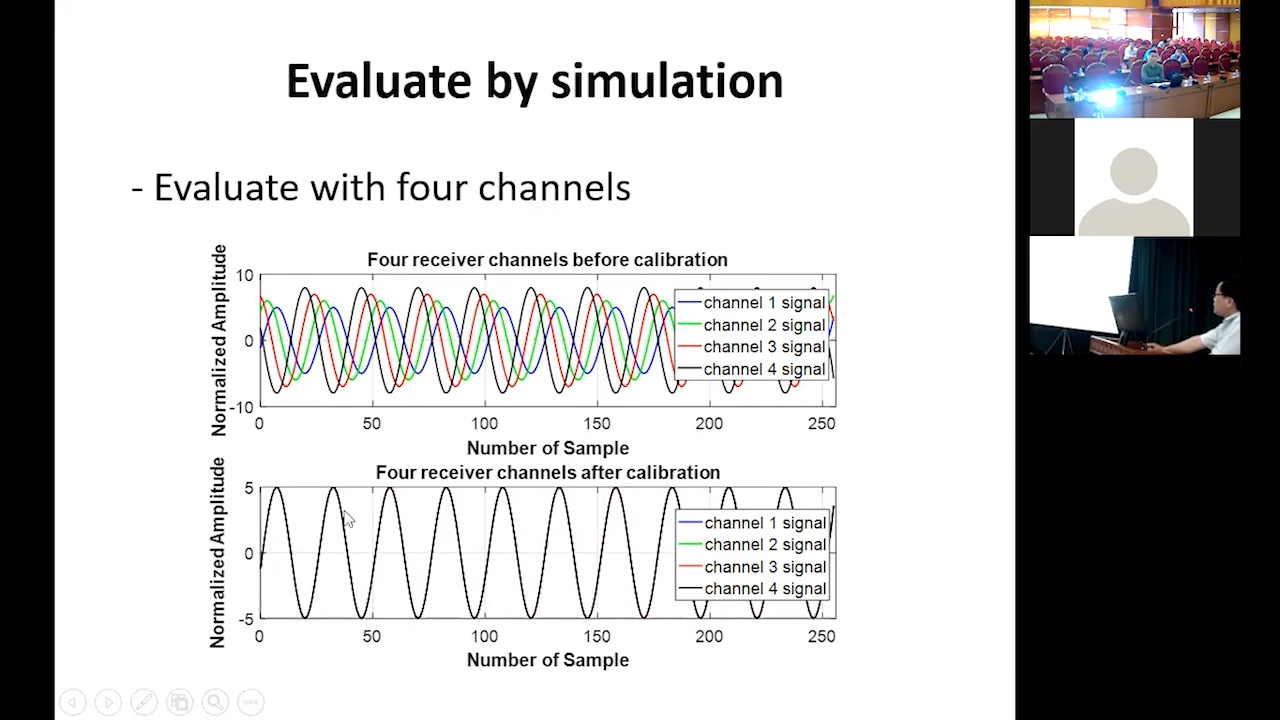 Evaluate by simulation
- Evaluate with four channels
Four receiver channels before calibration
Normalized Amplitude
10
0
-10
channel 1 signal
channel 2 signal
channel 3 signal
channel 4 signal
0 50 100 150 200 250
Number of Sample
Four receiver channels after calibration
Normalized Amplitude
5
0
-5
channel 1 signal
channel 2 signal
channel 3 signal
channel 4 signal
0 50 100 150 200 250
Number of Sample